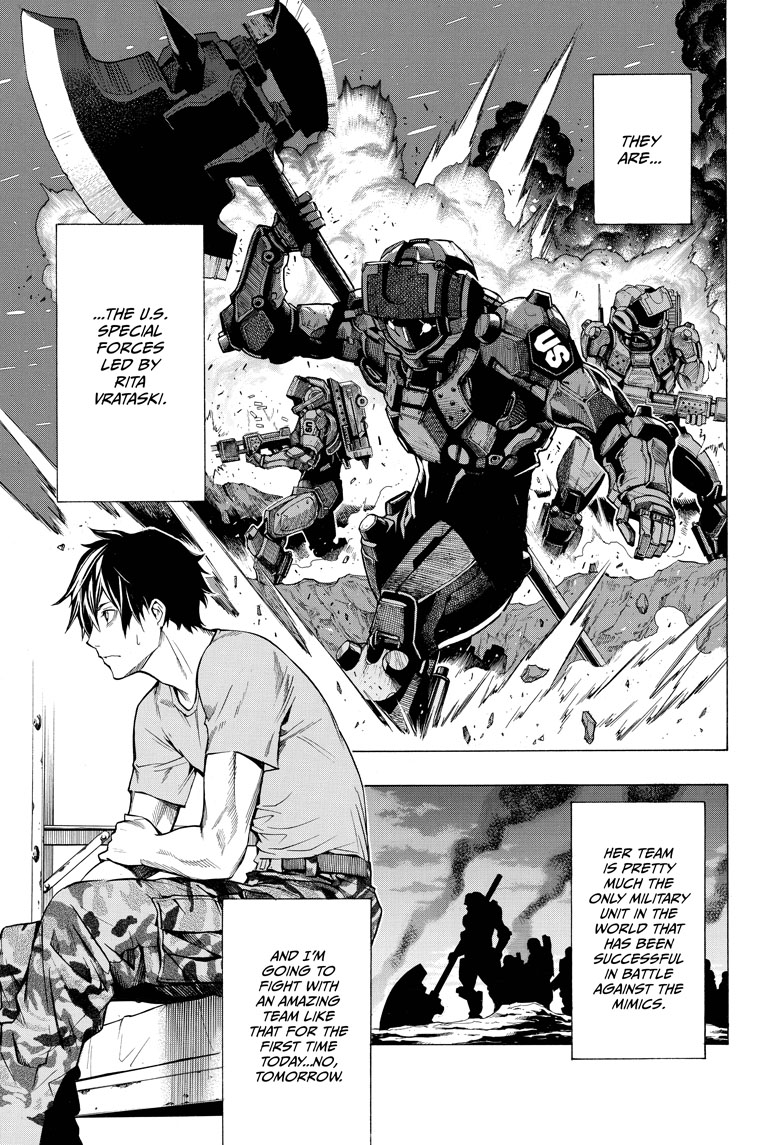 THEY
ARE...
...THE U.S.
SPECIAL
FORCES
LED BY
RITA
VRATASKI.
US
S
HER TEAM
IS PRETTY
MUCH THE
ONLY MILITARY
UNIT IN THE
WORLD THAT
HAS BEEN
SUCCESSFUL
IN BATTLE
AGAINST THE
MIMICS.
AND I'M
GOING TO
FIGHT WITH
AN AMAZING
TEAM LIKE
THAT FOR THE
FIRST TIME
TODAY...NO,
TOMORROW.